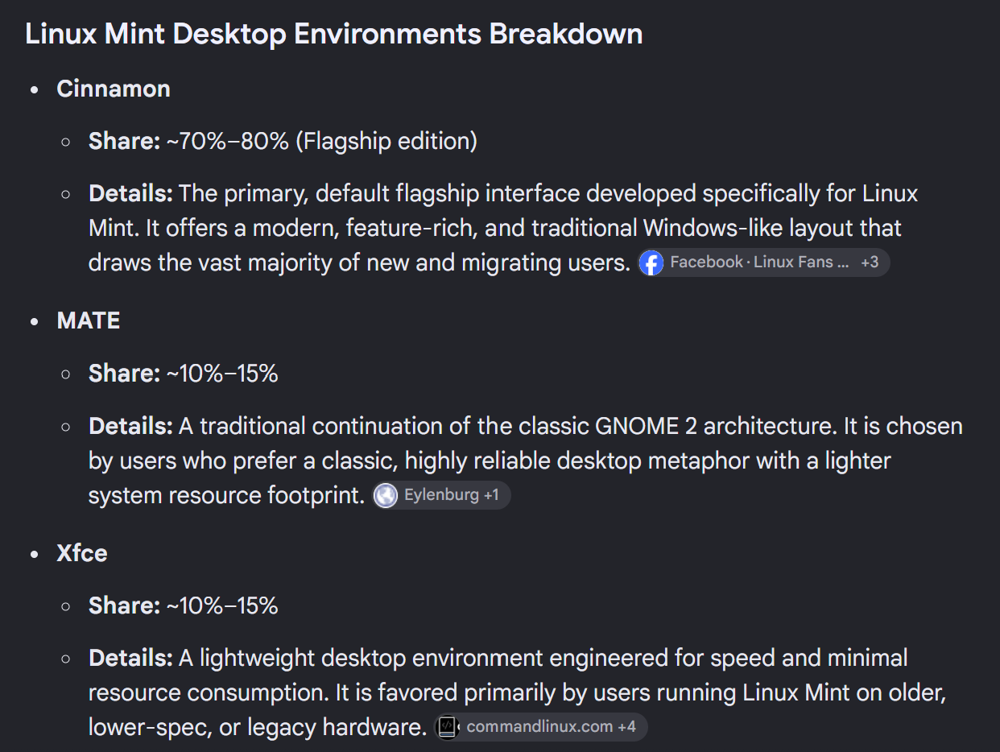 Linux Mint Desktop Environments Breakdown
• Cinnamon
○ Share: ~70%–80% (Flagship edition)
○ Details: The primary, default flagship interface developed specifically for Linux
Mint. It offers a modern, feature-rich, and traditional Windows-like layout that
draws the vast majority of new and migrating users. Facebook · Linux Fans ... +3
• MATE
○ Share: ~10%–15%
○ Details: A traditional continuation of the classic GNOME 2 architecture. It is chosen
by users who prefer a classic, highly reliable desktop metaphor with a lighter
system resource footprint. Eylenburg +1
• Xfce
○ Share: ~10%–15%
○ Details: A lightweight desktop environment engineered for speed and minimal
resource consumption. It is favored primarily by users running Linux Mint on older,
lower-spec, or legacy hardware. commandlinux.com +4